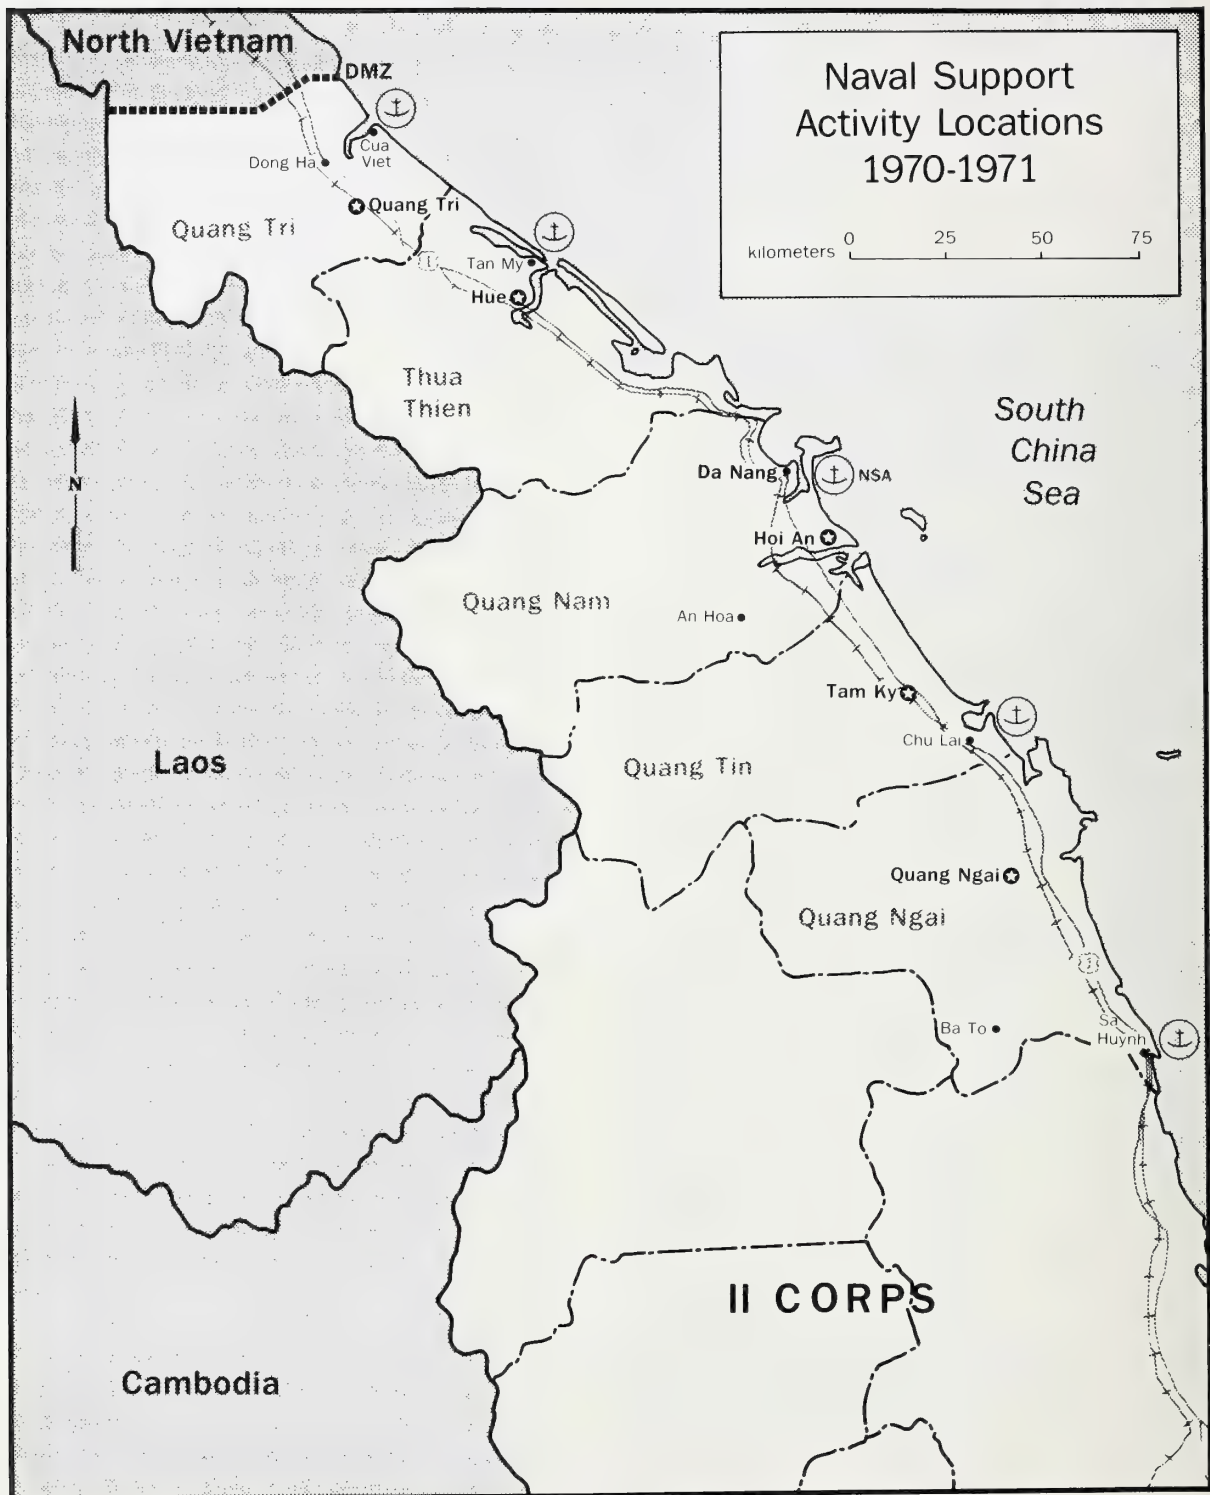 North Vietnam
DMZ
Naval Support
Activity Locations
1970-1971
kilometers 0 25 50 75
Cua
Viet
Dong Ha
Quang Tri
Quang Tri
1
Tan My
Hue
Thua
Thien
South
China
Sea
N
Da Nang
NSA
Hoi An
Quang Nam
An Hoa
Tam Ky
Chu Lai
Laos
Quang Tin
Quang Ngai
Quang Ngai
Ba To
Sa
Huynh
II CORPS
Cambodia